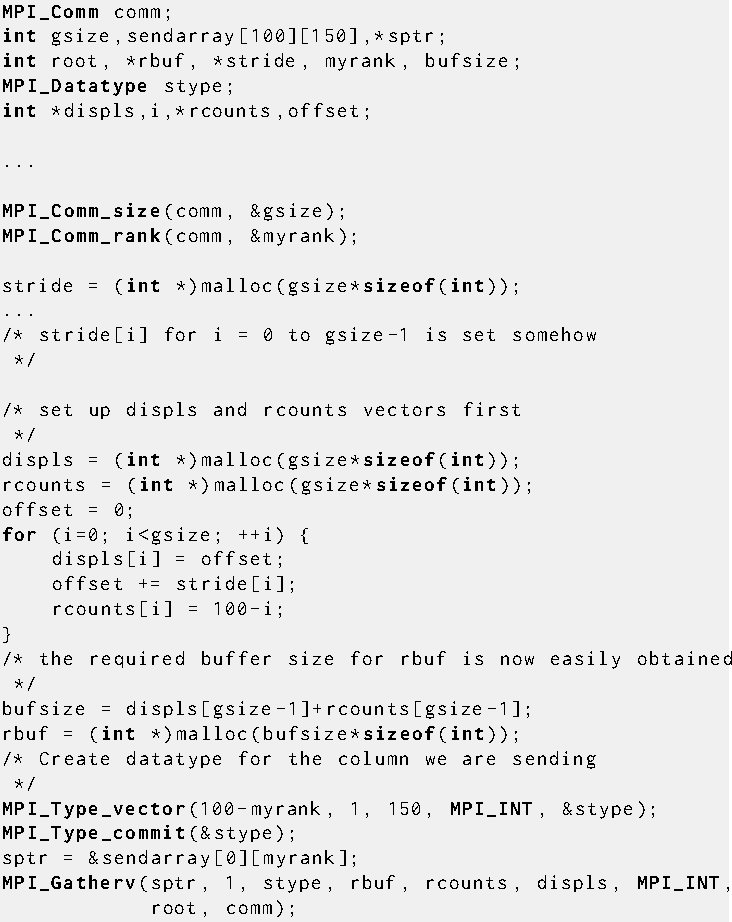 MPI_Comm comm;
int gsize,sendarray[100][150],*sptr;
int root, *rbuf, *stride, myrank, bufsize;
MPI_Datatype stype;
int *displs,i,*rcounts,offset;

...

MPI_Comm_size(comm, &gsize);
MPI_Comm_rank(comm, &myrank);

stride = (int *)malloc(gsize*sizeof(int));
...
/* stride[i] for i = 0 to gsize-1 is set somehow
 */

/* set up displs and rcounts vectors first
 */
displs = (int *)malloc(gsize*sizeof(int));
rcounts = (int *)malloc(gsize*sizeof(int));
offset = 0;
for (i=0; i<gsize; ++i) {
    displs[i] = offset;
    offset += stride[i];
    rcounts[i] = 100-i;
}
/* the required buffer size for rbuf is now easily obtained
 */
bufsize = displs[gsize-1]+rcounts[gsize-1];
rbuf = (int *)malloc(bufsize*sizeof(int));
/* Create datatype for the column we are sending
 */
MPI_Type_vector(100-myrank, 1, 150, MPI_INT, &stype);
MPI_Type_commit(&stype);
sptr = &sendarray[0][myrank];
MPI_Gatherv(sptr, 1, stype, rbuf, rcounts, displs, MPI_INT,
            root, comm);